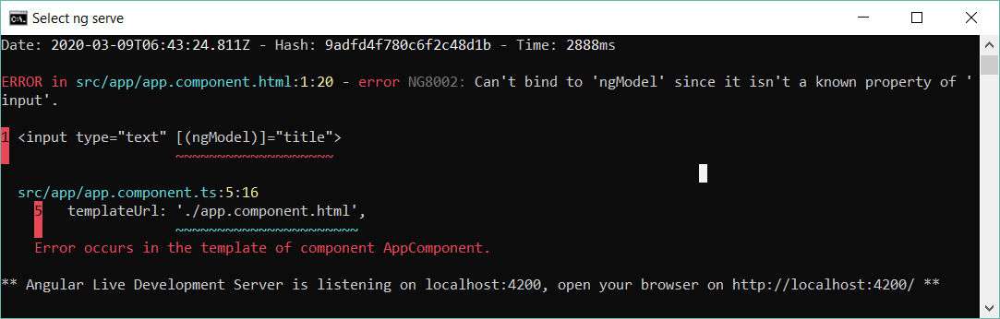 Select ng serve
Date: 2020-03-09T06:43:24.811Z - Hash: 9adfd4f780c6f2c48d1b - Time: 2888ms
ERROR in src/app/app.component.html:1:20 - error NG8002: Can't bind to 'ngModel' since it isn't a known property of '
input'.
1 <input type="text" [(ngModel)]="title">
~~~~~~~~~~~~~~~~~~~
src/app/app.component.ts:5:16
5 templateUrl: './app.component.html',
~~~~~~~~~~~~~~~~~~~~~~
Error occurs in the template of component AppComponent.
** Angular Live Development Server is listening on localhost:4200, open your browser on http://localhost:4200/ **